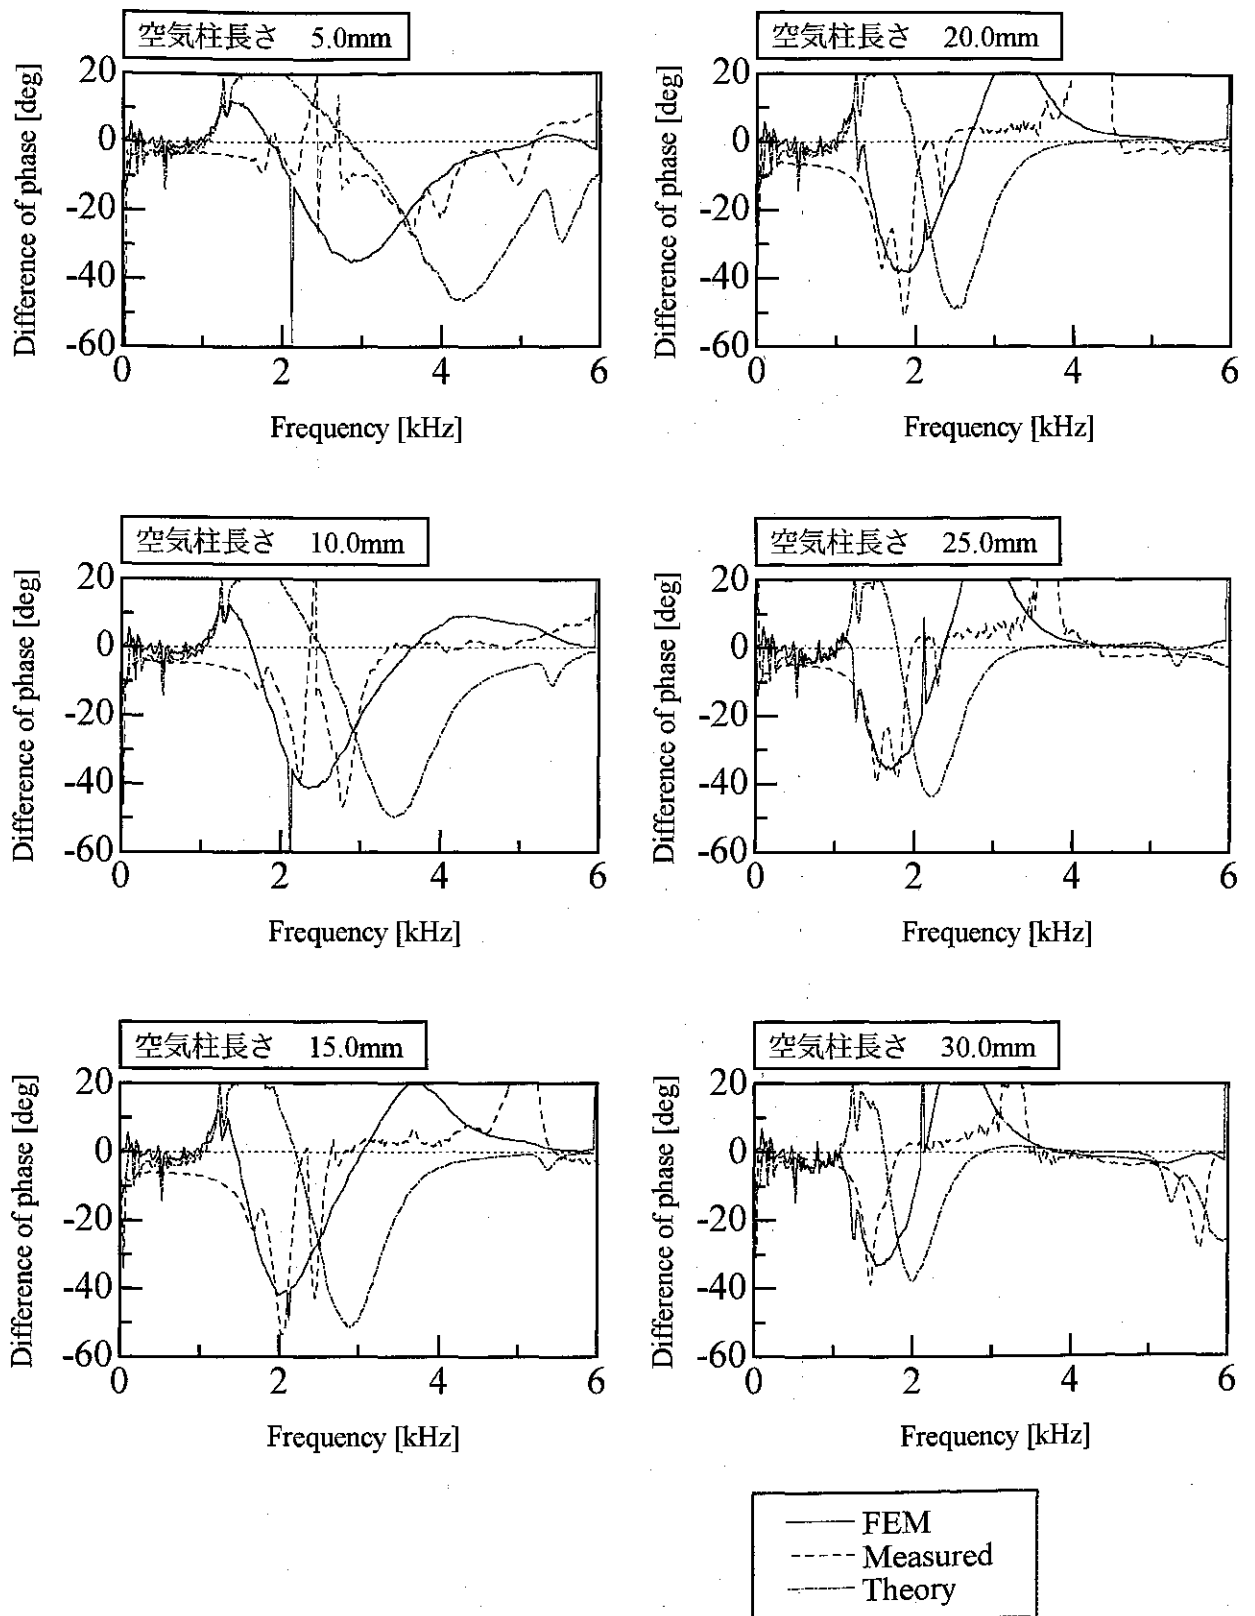 空気柱長さ 5.0mm
Difference of phase [deg]
20
0
-20
-40
-60
0
2
4
6
Frequency [kHz]
空気柱長さ 20.0mm
Difference of phase [deg]
20
0
-20
-40
-60
0
2
4
6
Frequency [kHz]
空気柱長さ 10.0mm
Difference of phase [deg]
20
0
-20
-40
-60
0
2
4
6
Frequency [kHz]
空気柱長さ 25.0mm
Difference of phase [deg]
20
0
-20
-40
-60
0
2
4
6
Frequency [kHz]
空気柱長さ 15.0mm
Difference of phase [deg]
20
0
-20
-40
-60
0
2
4
6
Frequency [kHz]
空気柱長さ 30.0mm
Difference of phase [deg]
20
0
-20
-40
-60
0
2
4
6
Frequency [kHz]
FEM
Measured
Theory